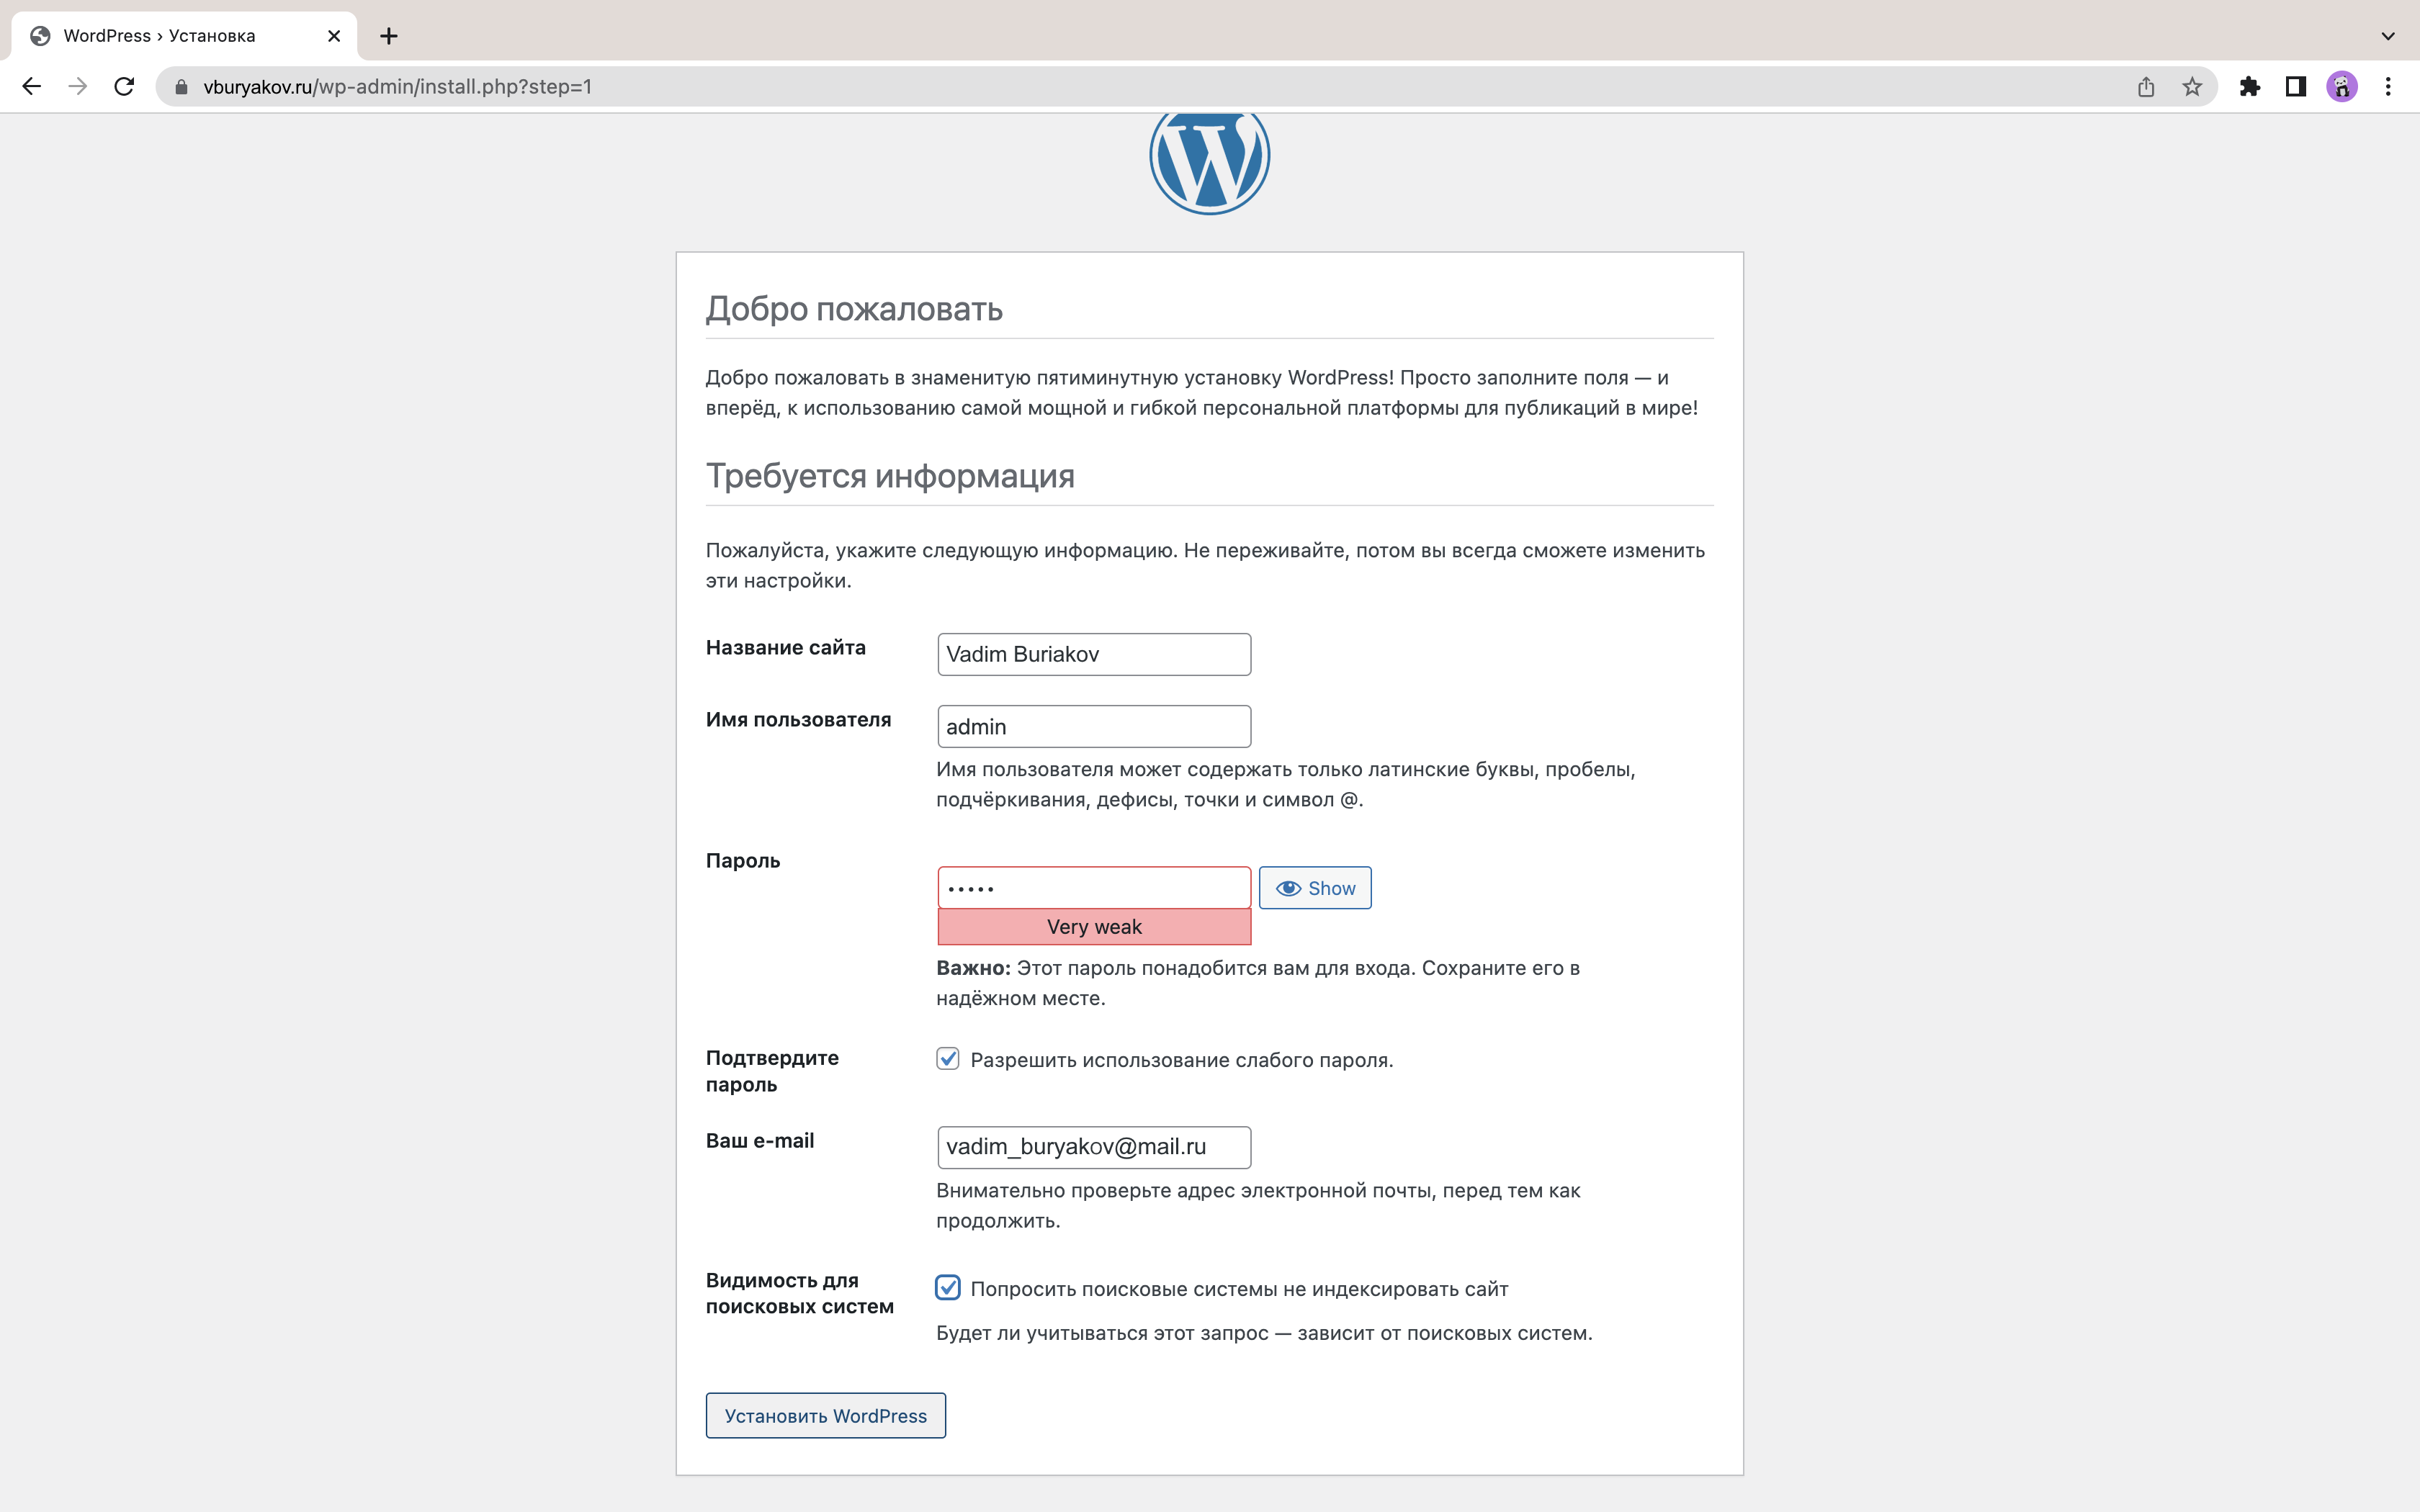 WordPress › Установка
vburyakov.ru/wp-admin/install.php?step=1
Добро пожаловать
Добро пожаловать в знаменитую пятиминутную установку WordPress! Просто заполните поля — и
вперёд, к использованию самой мощной и гибкой персональной платформы для публикаций в мире!
Требуется информация
Пожалуйста, укажите следующую информацию. Не переживайте, потом вы всегда сможете изменить
эти настройки.
Название сайта
Vadim Buriakov
Имя пользователя
admin
Имя пользователя может содержать только латинские буквы, пробелы,
подчёркивания, дефисы, точки и символ @.
Пароль
•••••
Show
Very weak
Важно: Этот пароль понадобится вам для входа. Сохраните его в
надёжном месте.
Подтвердите
пароль
Разрешить использование слабого пароля.
Ваш e-mail
vadim_buryakov@mail.ru
Внимательно проверьте адрес электронной почты, перед тем как
продолжить.
Видимость для
поисковых систем
Попросить поисковые системы не индексировать сайт
Будет ли учитываться этот запрос — зависит от поисковых систем.
Установить WordPress